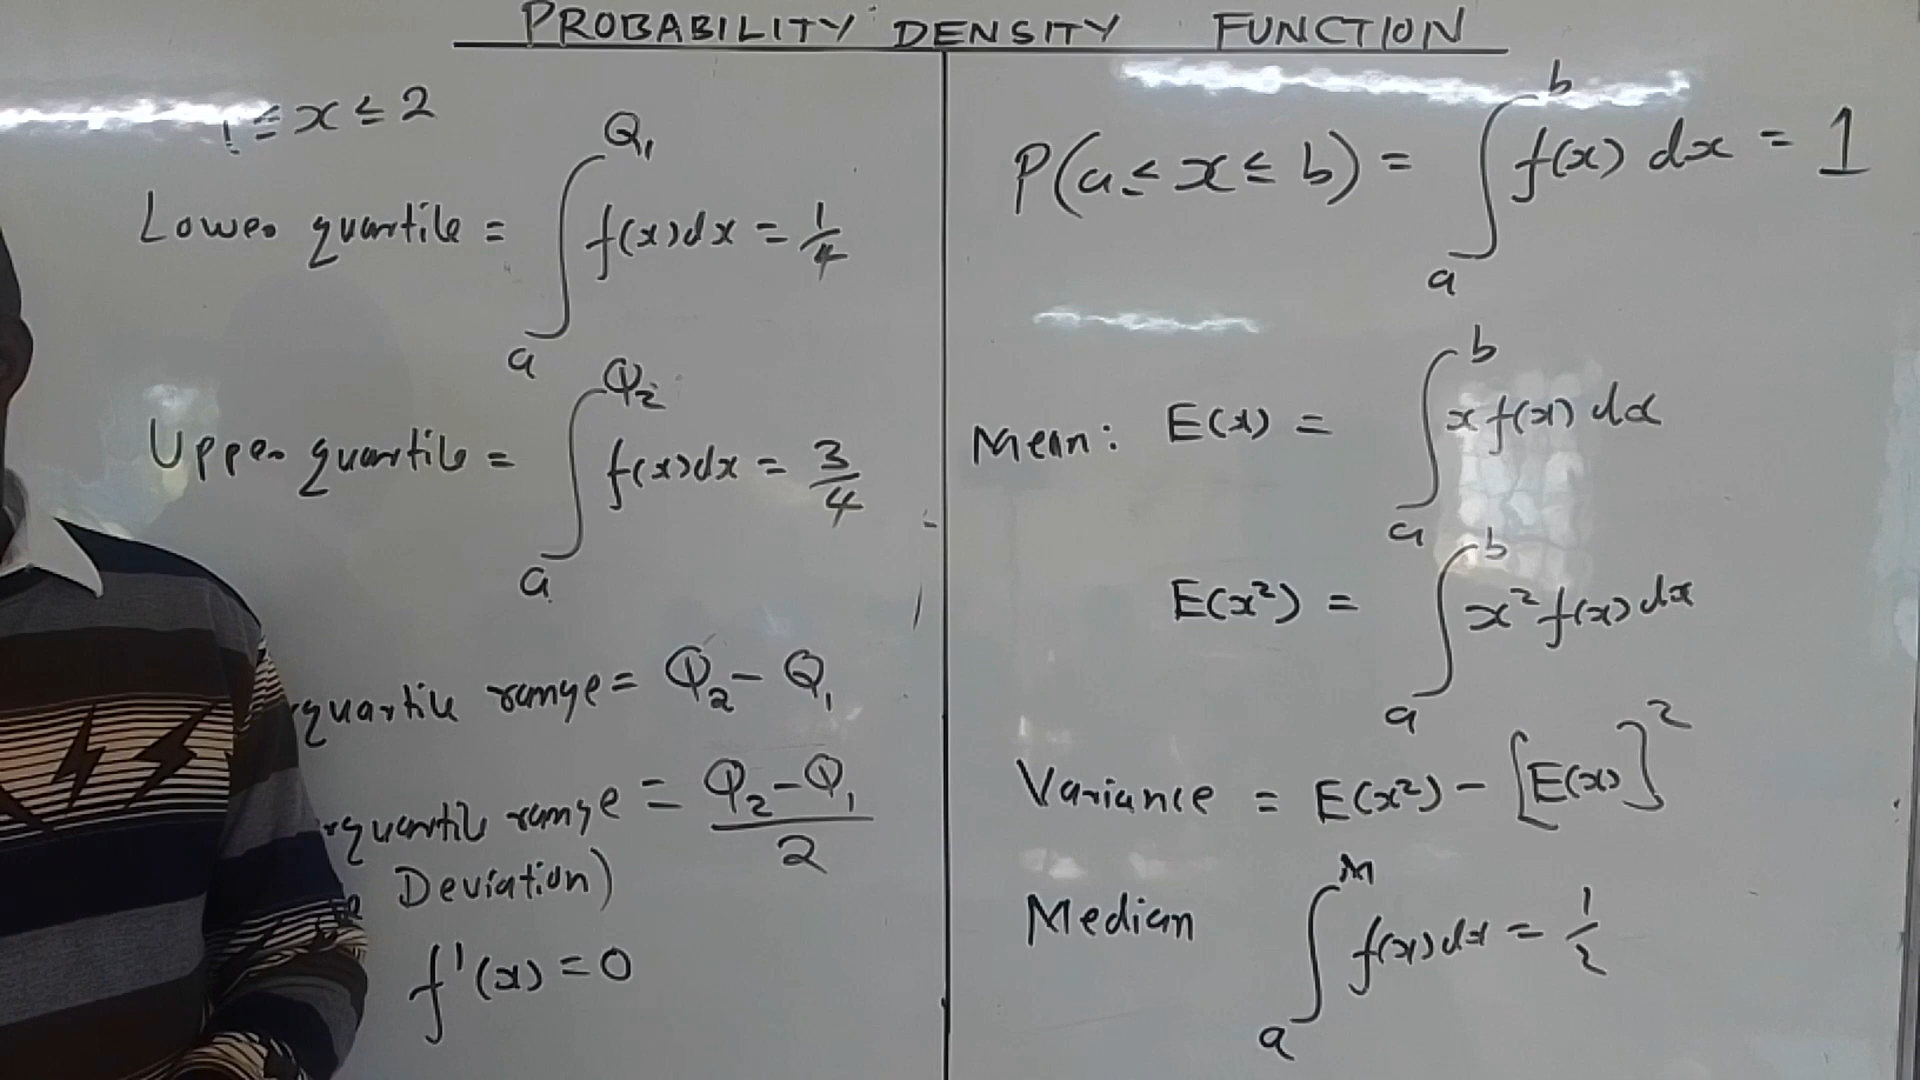 PROBABILITY DENSITY FUNCTION
1 ≤ x ≤ 2
Lower quartile = ∫ₐ^Q₁ f(x)dx = 1/4
Upper quartile = ∫ₐ^Q₂ f(x)dx = 3/4
quartile range = Q₂ - Q₁
quartile range = (Q₂ - Q₁)/2
Deviation)
f'(x) = 0
P(a ≤ x ≤ b) = ∫ₐ^b f(x) dx = 1
Mean: E(x) = ∫ₐ^b x f(x) dx
E(x²) = ∫ₐ^b x² f(x) dx
Variance = E(x²) - [E(x)]²
Median ∫ₐ^M f(x)dx = 1/2